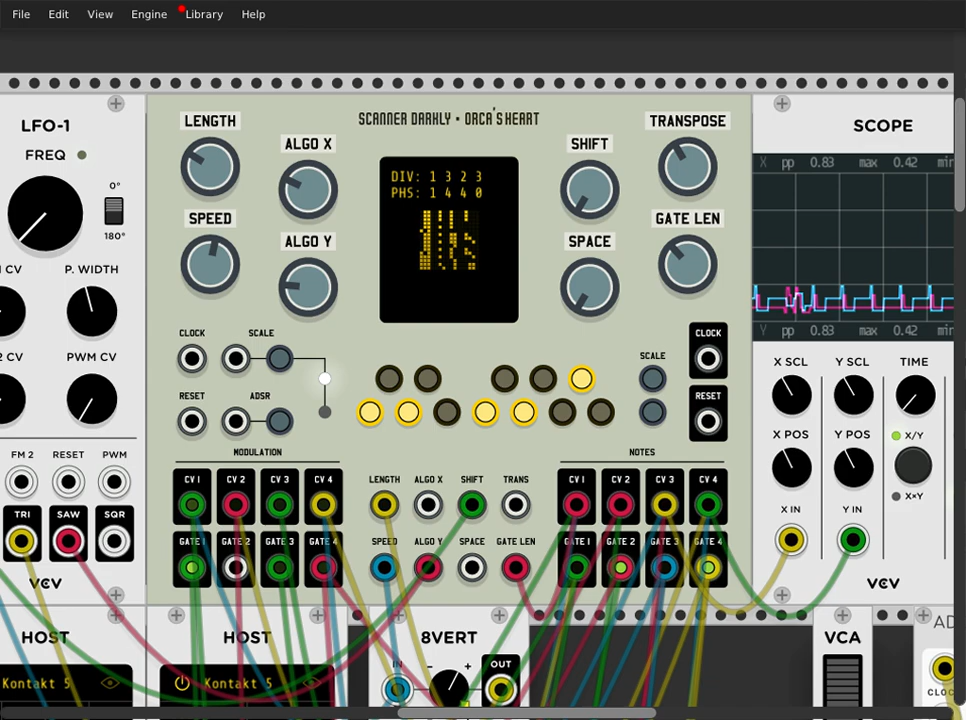 File Edit View Engine Library Help
LFO-1
FREQ
0°
180°
CV P. WIDTH
CV PWM CV
FM 2 RESET PWM
TRI SAW SQR
VCV
SCANNER DARKLY • ORCA'S HEART
LENGTH
ALGO X
SPEED
ALGO Y
DIV: 1 3 2 3
PHS: 1 4 4 0
SHIFT
TRANSPOSE
SPACE
GATE LEN
CLOCK SCALE
RESET ADSR
SCALE
CLOCK
RESET
MODULATION
CV 1 CV 2 CV 3 CV 4
GATE 1 GATE 2 GATE 3 GATE 4
LENGTH ALGO X SHIFT TRANS
SPEED ALGO Y SPACE GATE LEN
NOTES
CV 1 CV 2 CV 3 CV 4
GATE 1 GATE 2 GATE 3 GATE 4
SCOPE
X pp 0.83 max 0.42 min
Y pp 0.83 max 0.42 min
X SCL Y SCL TIME
X POS Y POS X/Y
X×Y
X IN Y IN
VCV
HOST
Kontakt 5
HOST
Kontakt 5
8VERT
IN - + OUT
VCA
AD
CLOC